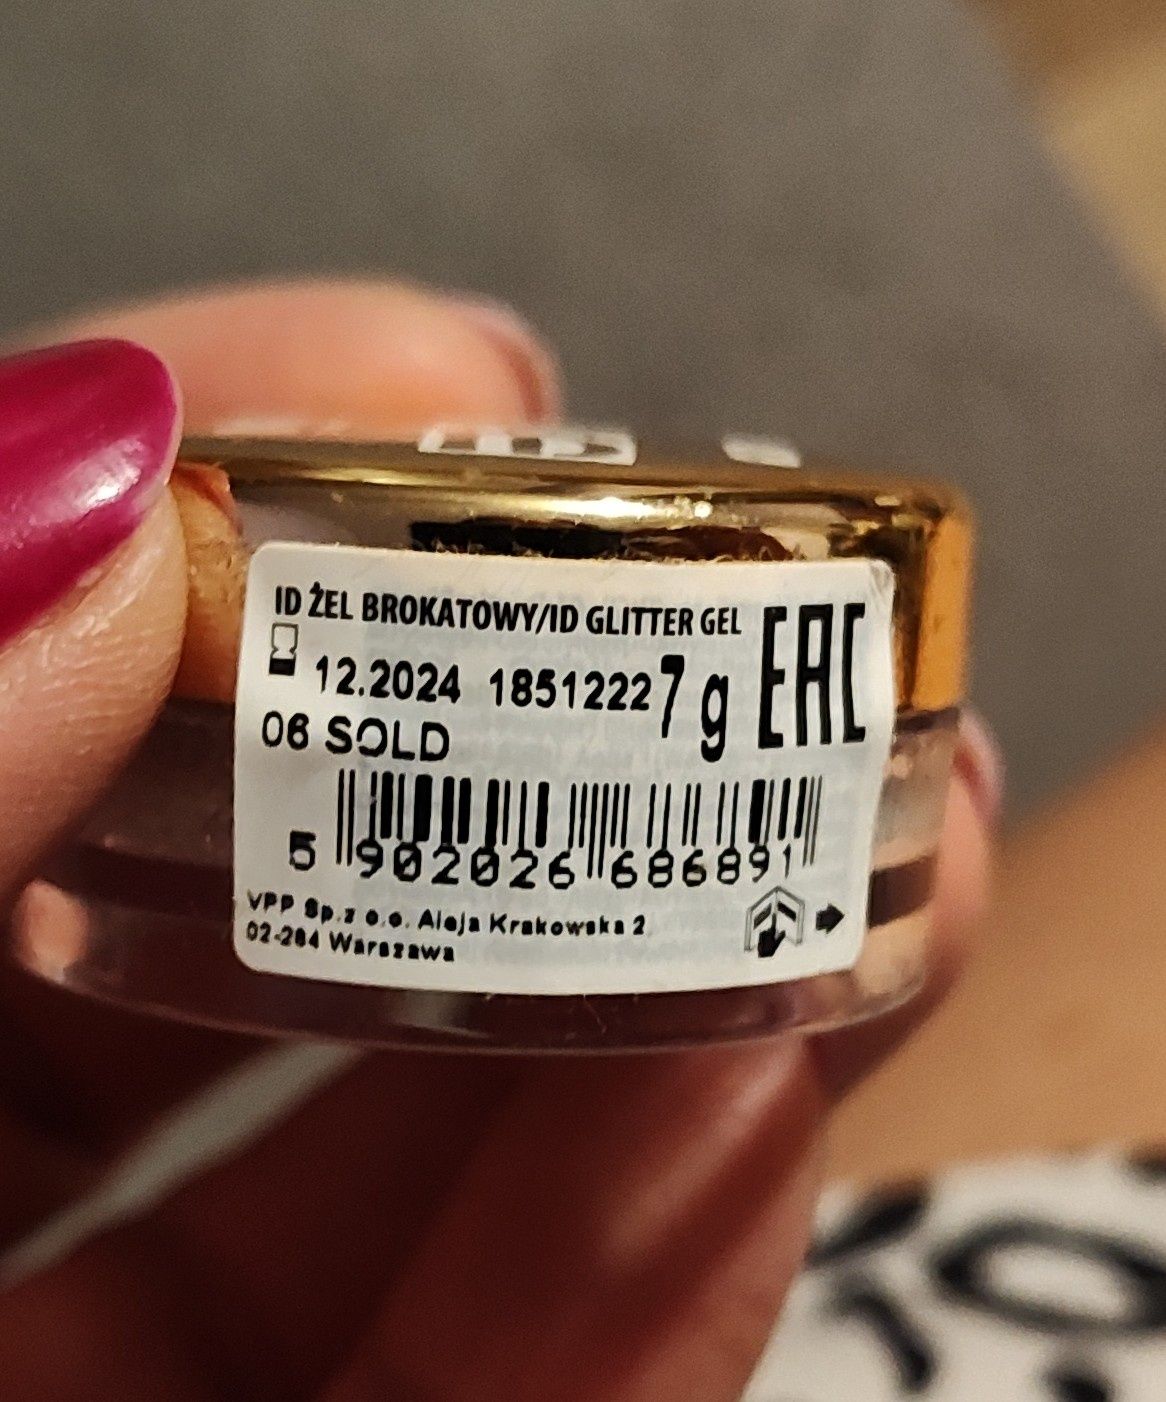 ID ŻEL BROKATOWY/ID GLITTER GEL
12.2024 1851222 7 g EAC
06 SOLD
5 902026 686891
VPP Sp.z o.o. Aleja Krakowska 2
02-284 Warszawa